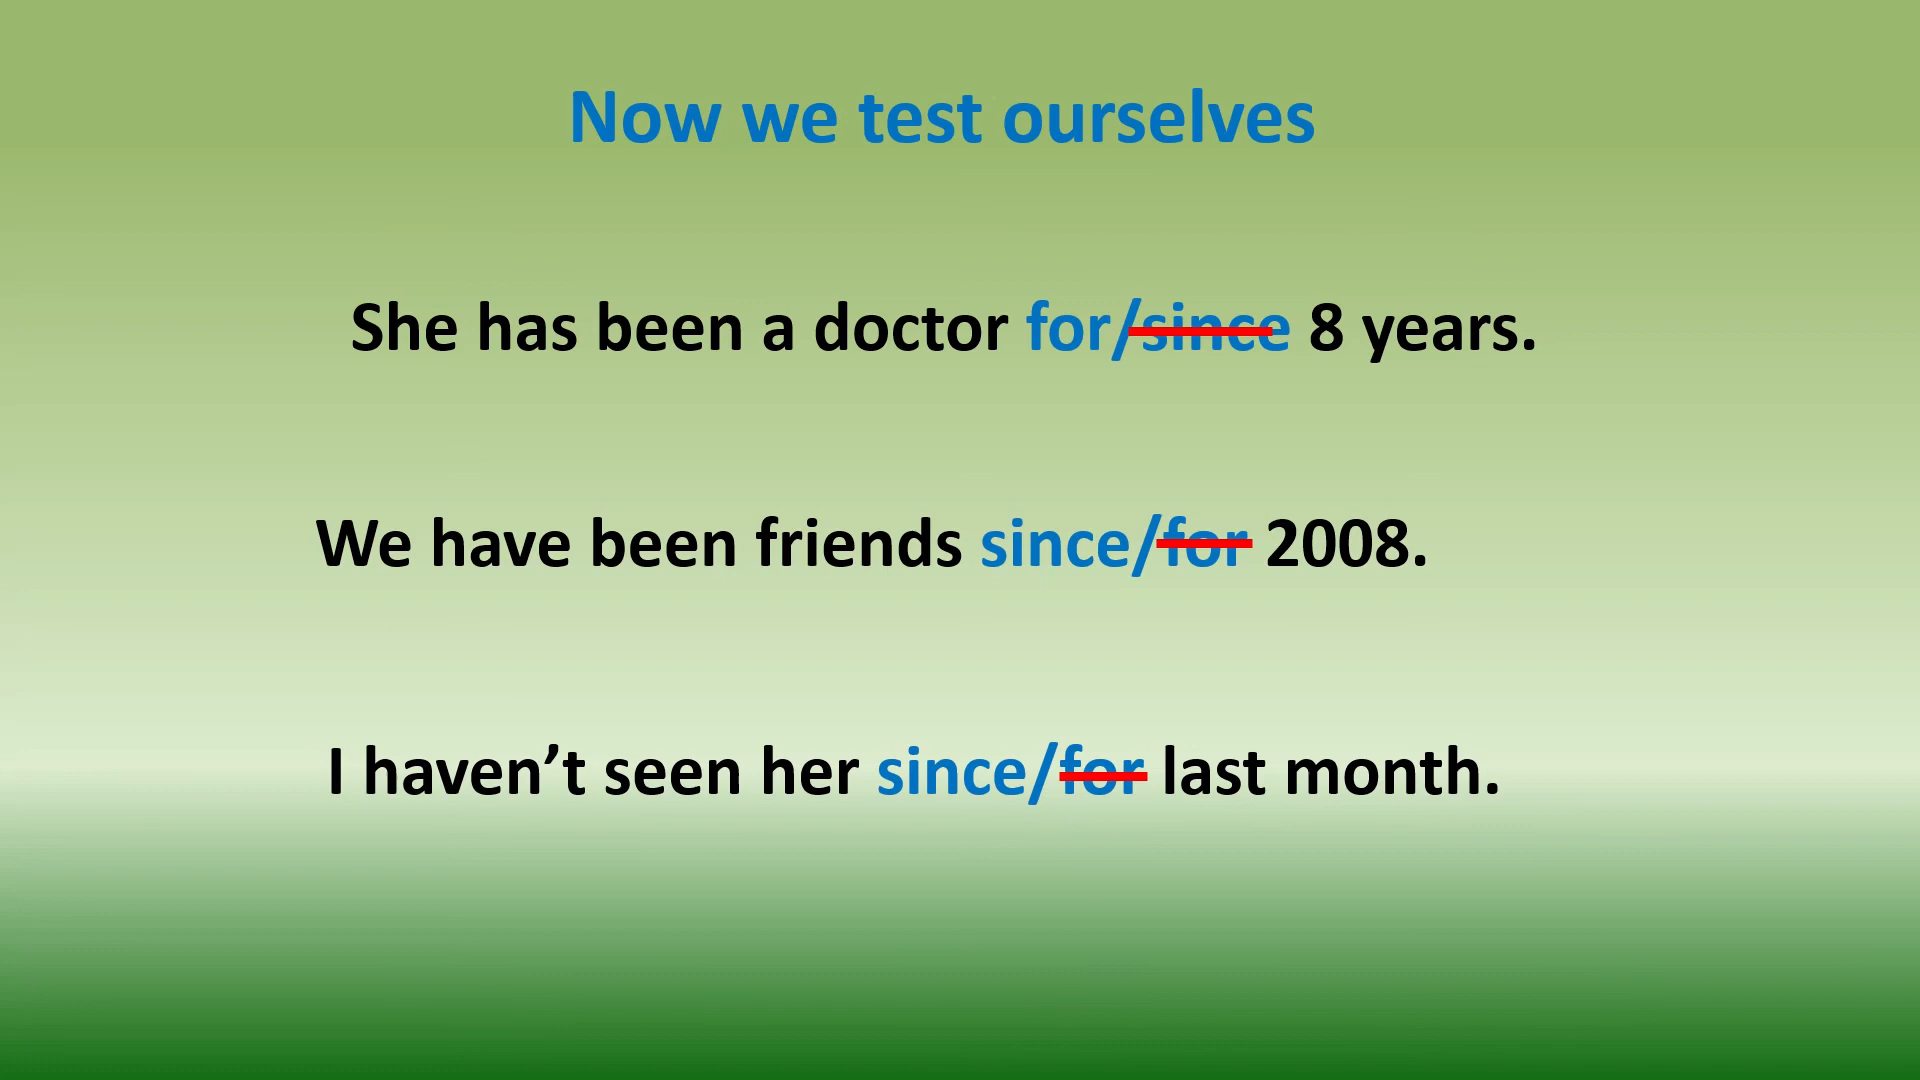 Now we test ourselves
She has been a doctor for/since 8 years.
We have been friends since/for 2008.
I haven’t seen her since/for last month.